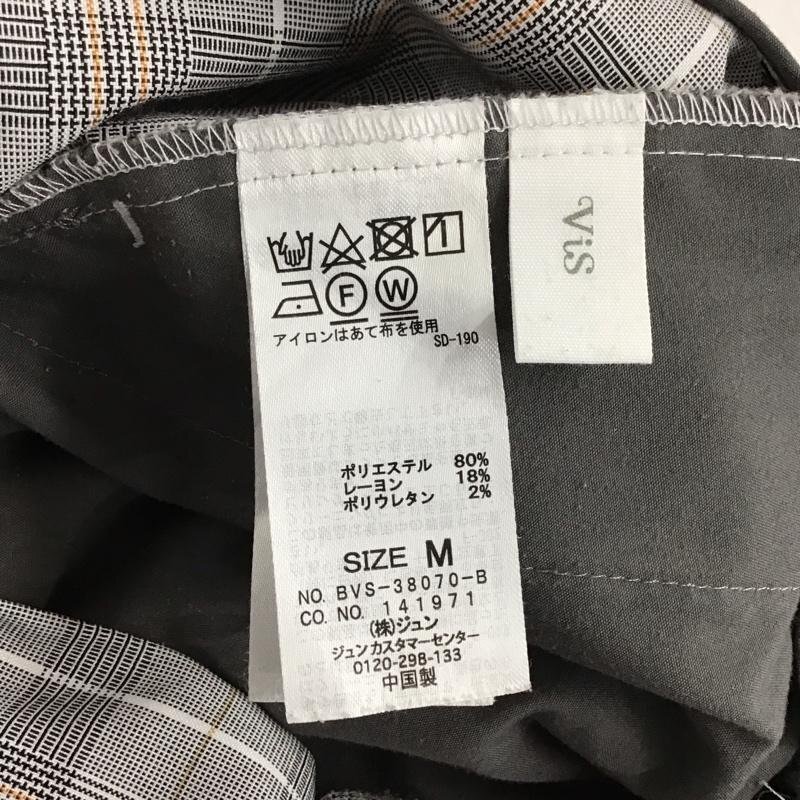 ViS
F W
アイロンはあて布を使用
SD-190
ポリエステル 80%
レーヨン 18%
ポリウレタン 2%
SIZE M
NO. BVS-38070-B
CO. NO. 141971
(株)ジュン
ジュンカスタマーセンター
0120-298-133
中国製